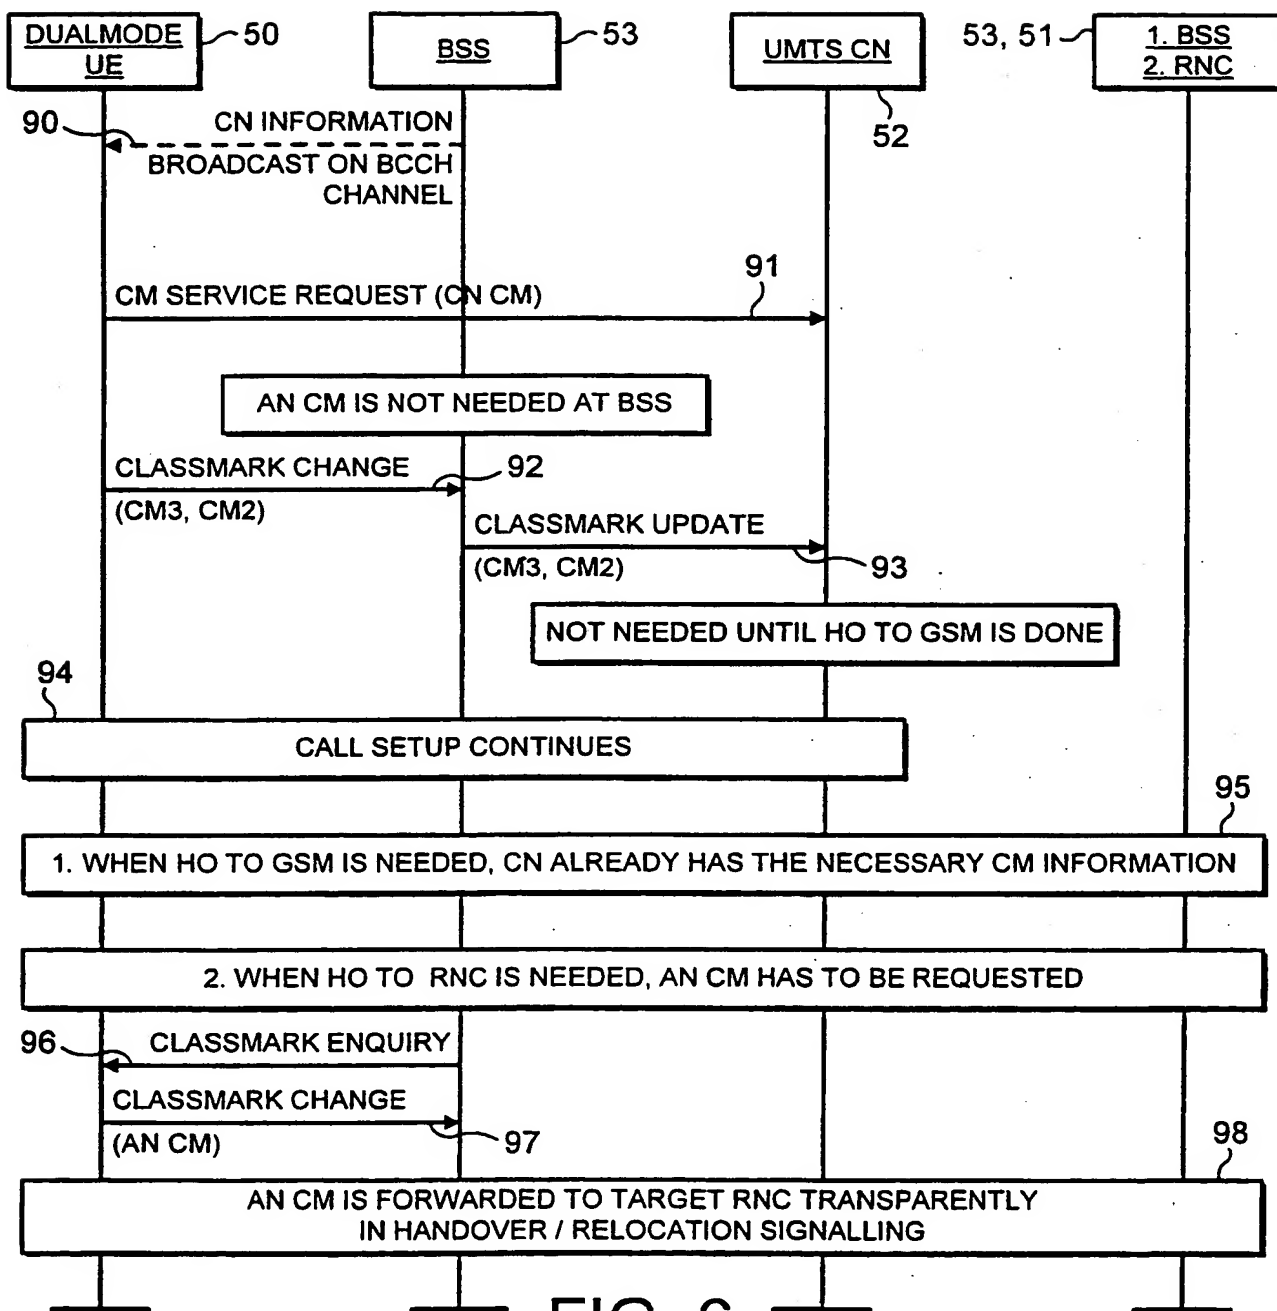 DUALMODE
UE
50
BSS
53
UMTS CN
52
53, 51
1. BSS
2. RNC
90
CN INFORMATION
BROADCAST ON BCCH
CHANNEL
91
CM SERVICE REQUEST (CN CM)
AN CM IS NOT NEEDED AT BSS
CLASSMARK CHANGE
92
(CM3, CM2)
CLASSMARK UPDATE
(CM3, CM2)
93
NOT NEEDED UNTIL HO TO GSM IS DONE
94
CALL SETUP CONTINUES
95
1. WHEN HO TO GSM IS NEEDED, CN ALREADY HAS THE NECESSARY CM INFORMATION
2. WHEN HO TO RNC IS NEEDED, AN CM HAS TO BE REQUESTED
96
CLASSMARK ENQUIRY
CLASSMARK CHANGE
(AN CM)
97
98
AN CM IS FORWARDED TO TARGET RNC TRANSPARENTLY
IN HANDOVER / RELOCATION SIGNALLING
FIG. 6